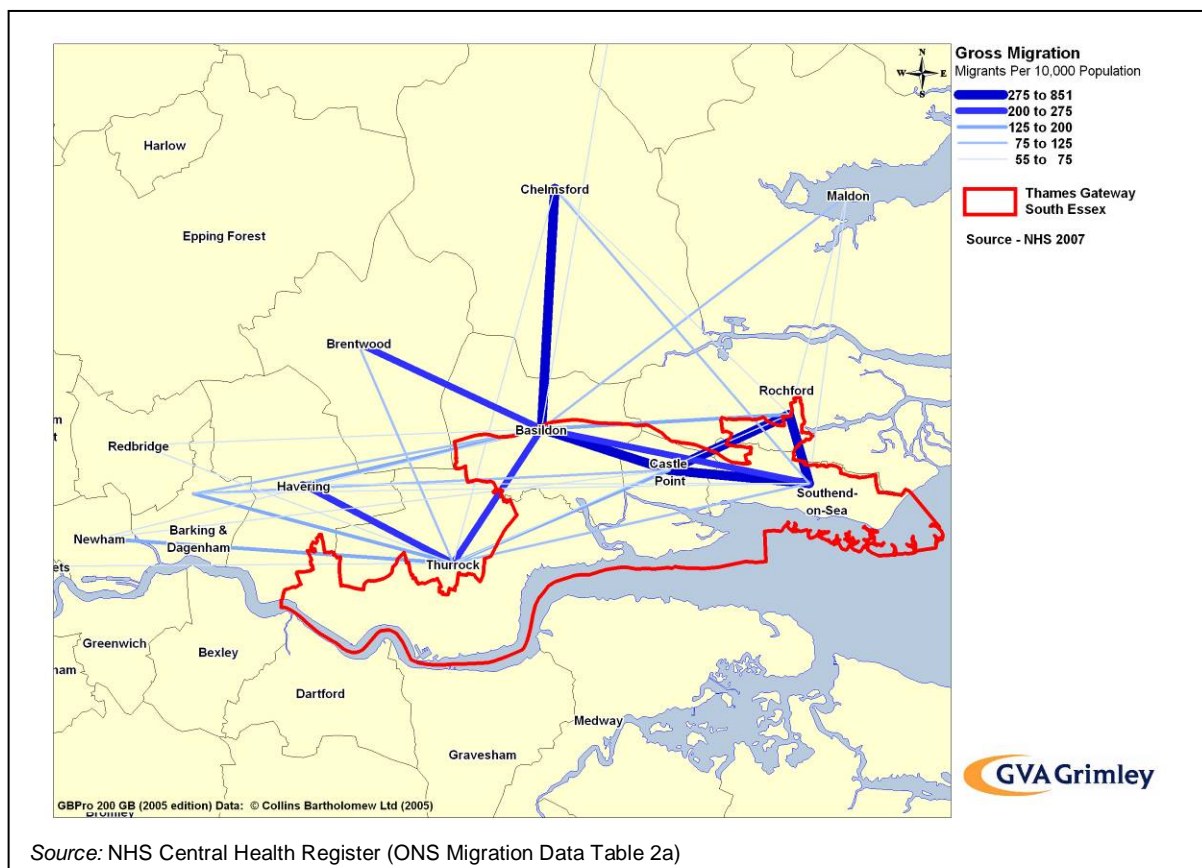 Gross Migration
Migrants Per 10,000 Population
275 to 851
200 to 275
125 to 200
75 to 125
55 to 75
Thames Gateway
South Essex
Source - NHS 2007
N
W E
S
Harlow
Chelmsford
Maldon
Epping Forest
Brentwood
Rochford
Basildon
Redbridge
Castle
Point
Havering
Southend-
on-Sea
Barking &
Dagenham
Newham
Thurrock
ets
Greenwich
Bexley
Dartford
Medway
Gravesham
GVA Grimley
GBPro 200 GB (2005 edition) Data: © Collins Bartholomew Ltd (2005)
Source: NHS Central Health Register (ONS Migration Data Table 2a)